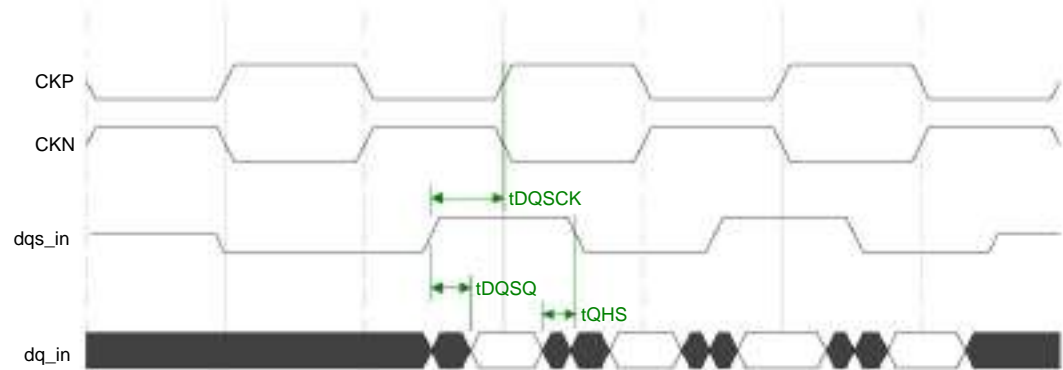 CKP
CKN
tDQSCK
dqs_in
tDQSQ
tQHS
dq_in